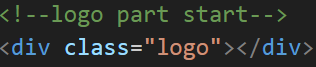 <!--logo part start-->
<div class="logo"></div>